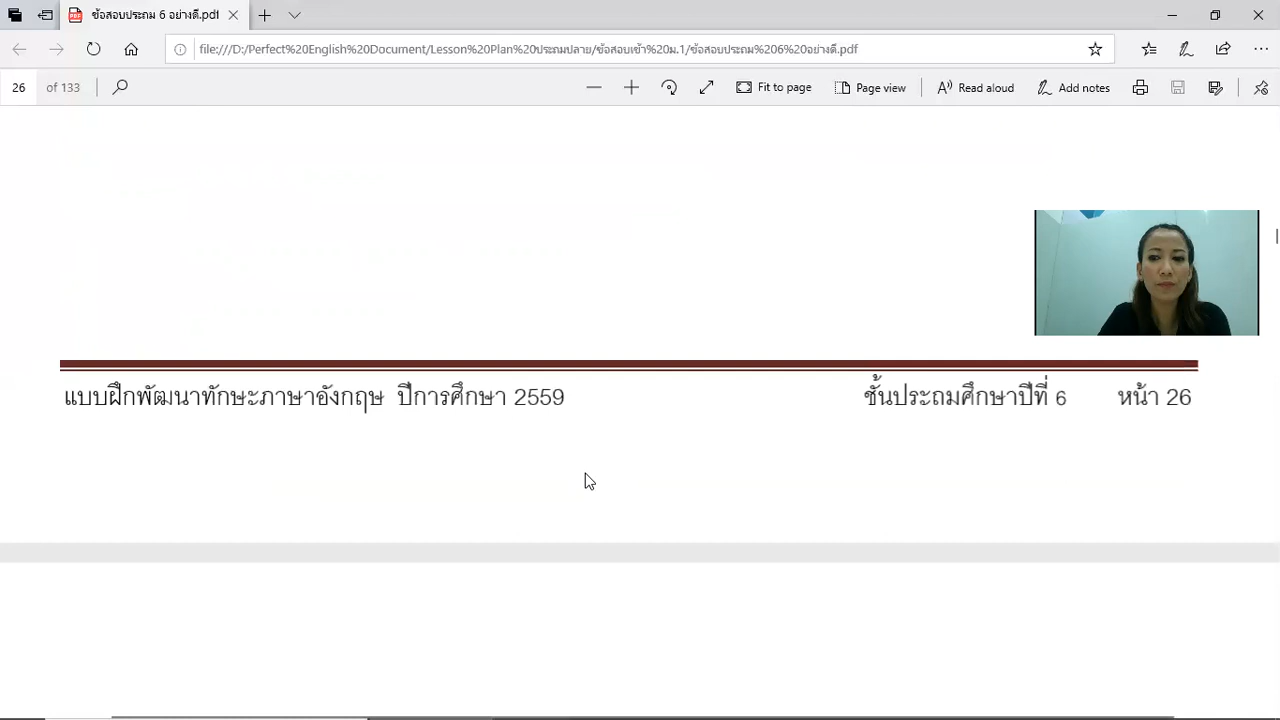 ข้อสอบประถม 6 อย่างดี.pdf
file:///D:/Perfect%20English%20Document/Lesson%20Plan%20ประถมปลาย/ข้อสอบเข้า%20ม.1/ข้อสอบประถม%206%20อย่างดี.pdf
26 of 133 Fit to page Page view Read aloud Add notes
แบบฝึกพัฒนาทักษะภาษาอังกฤษ ปีการศึกษา 2559 ชั้นประถมศึกษาปีที่ 6 หน้า 26